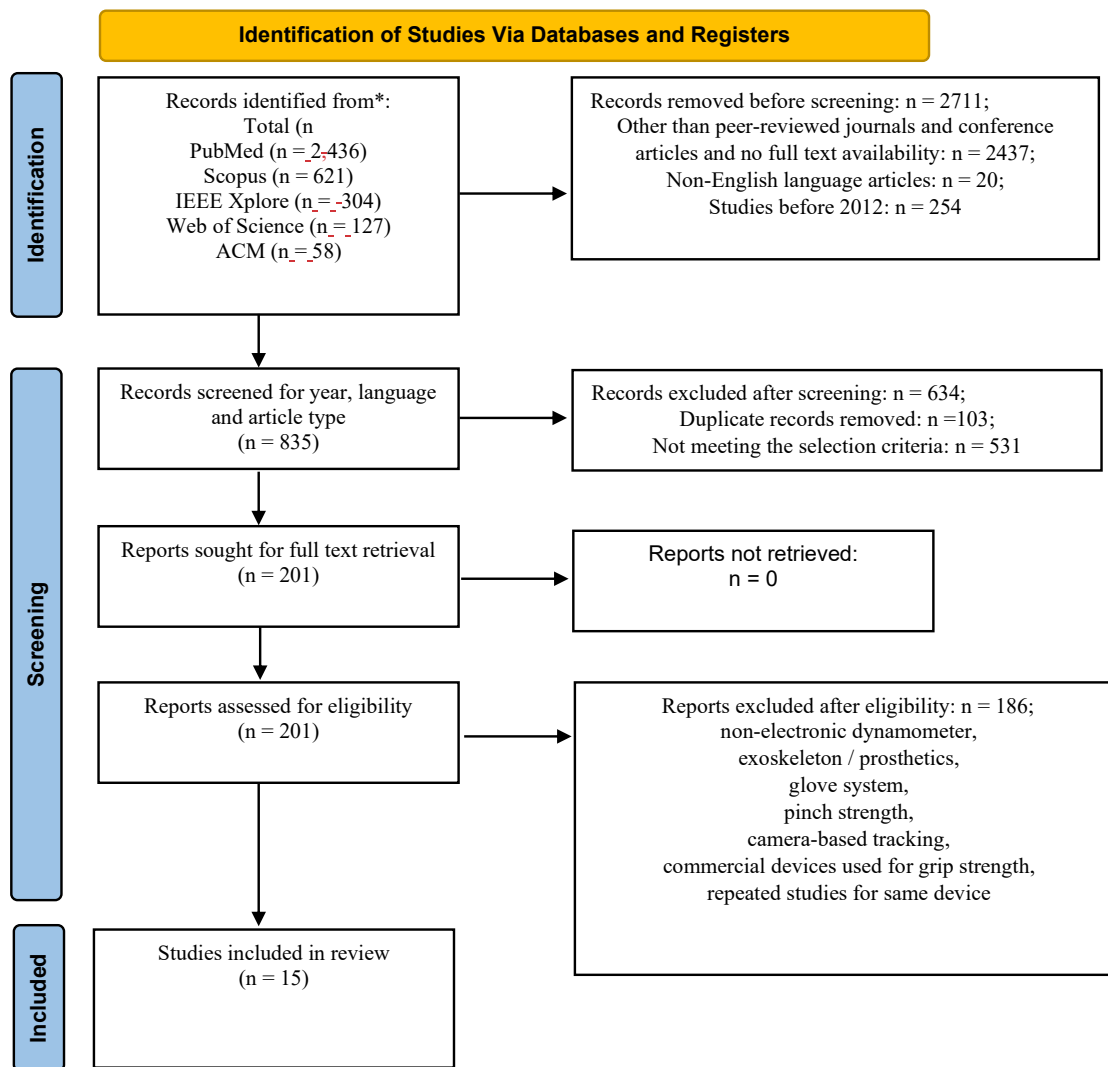 Identification of Studies Via Databases and Registers
Identification
Records identified from*:
Total (n
PubMed (n = 2,436)
Scopus (n = 621)
IEEE Xplore (n = -304)
Web of Science (n = 127)
ACM (n = 58)
Records removed before screening: n = 2711;
Other than peer-reviewed journals and conference
articles and no full text availability: n = 2437;
Non-English language articles: n = 20;
Studies before 2012: n = 254
Screening
Records screened for year, language
and article type
(n = 835)
Records excluded after screening: n = 634;
Duplicate records removed: n =103;
Not meeting the selection criteria: n = 531
Reports sought for full text retrieval
(n = 201)
Reports not retrieved:
n = 0
Reports assessed for eligibility
(n = 201)
Reports excluded after eligibility: n = 186;
non-electronic dynamometer,
exoskeleton / prosthetics,
glove system,
pinch strength,
camera-based tracking,
commercial devices used for grip strength,
repeated studies for same device
Included
Studies included in review
(n = 15)